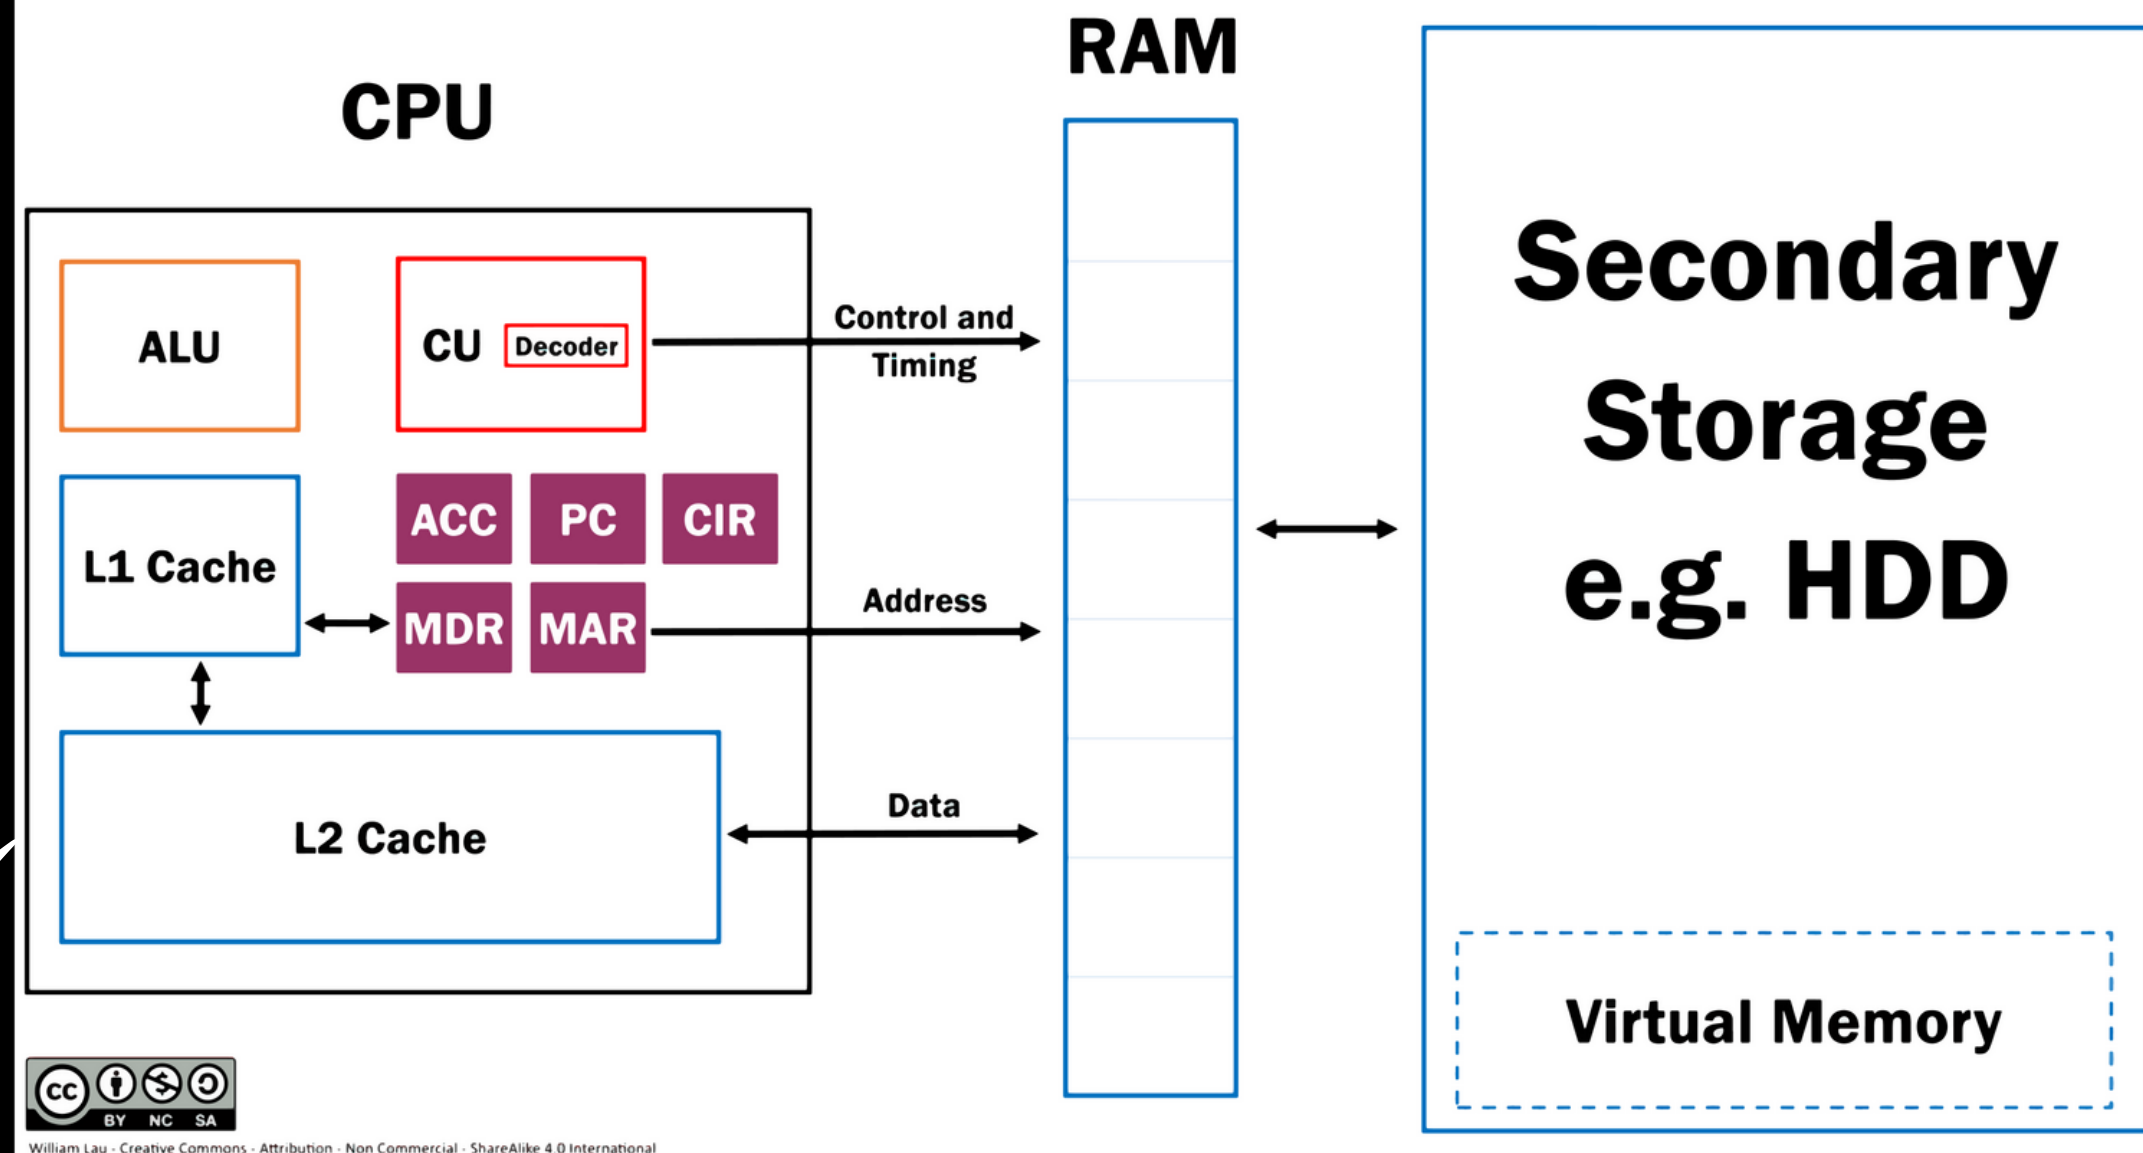 RAM
CPU
ALU
CU
Decoder
Control and
Timing
L1 Cache
ACC
PC
CIR
MDR
MAR
Address
L2 Cache
Data
Secondary
Storage
e.g. HDD
Virtual Memory
cc
BY NC SA
William Lau - Creative Commons - Attribution - Non Commercial - ShareAlike 4.0 International